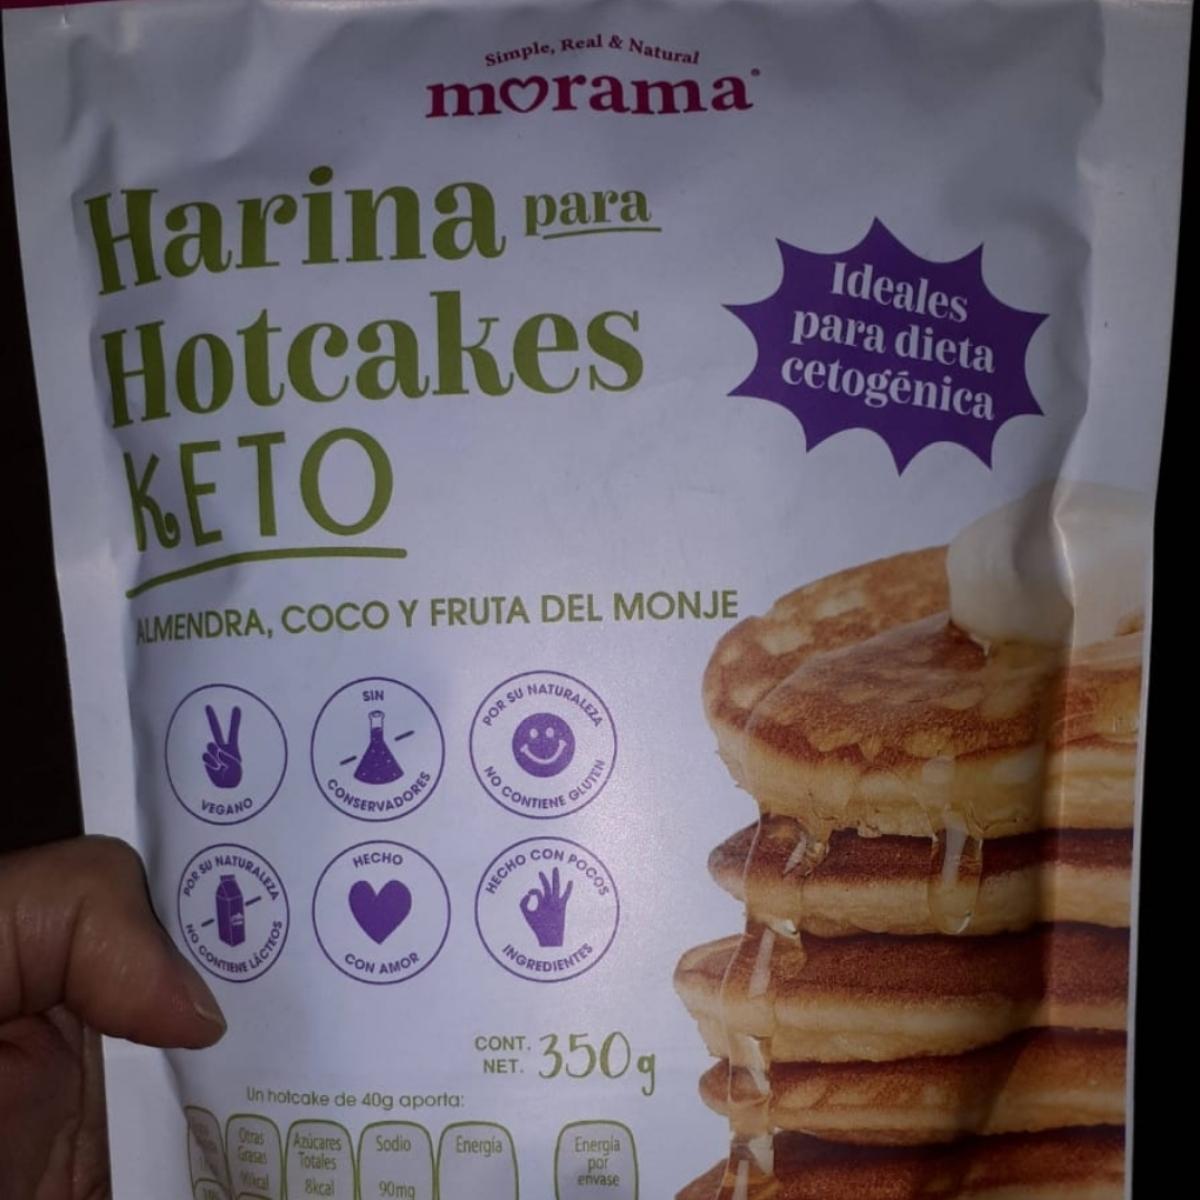 Simple, Real & Natural
morama
Harina para
Hotcakes
KETO
Ideales
para dieta
cetogénica
ALMENDRA, COCO Y FRUTA DEL MONJE
VEGANO
SIN
CONSERVADORES
POR SU NATURALEZA
NO CONTIENE GLUTEN
POR SU NATURALEZA
NO CONTIENE LÁCTEOS
HECHO
CON AMOR
HECHO CON POCOS
INGREDIENTES
CONT.
NET. 350g
Un hotcake de 40g aporta:
Otras
Grasas
Azúcares
Totales
8kcal
Sodio
90mg
Energía
Energía
por
envase